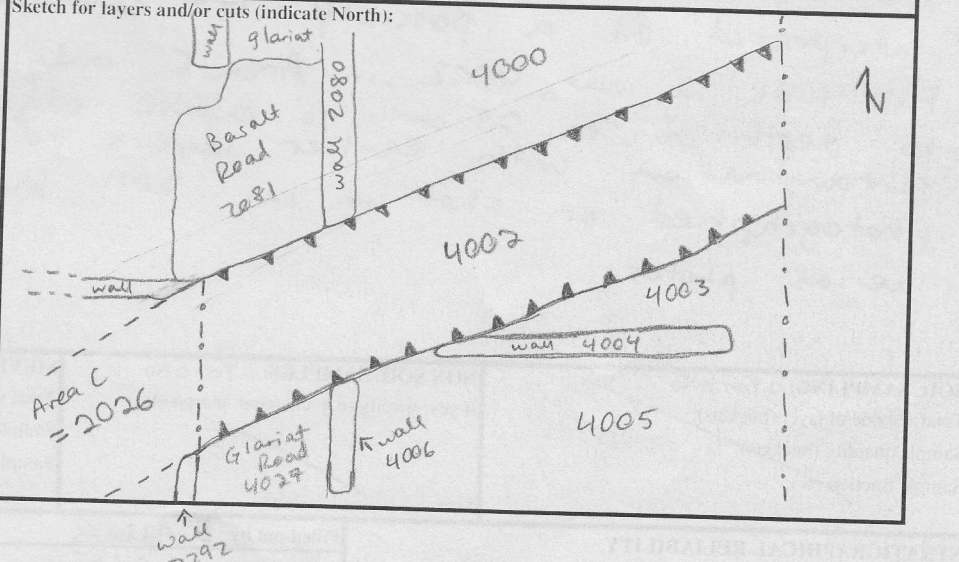 Sketch for layers and/or cuts (indicate North):
wall
glariat
4000
N
wall 2080
Basalt
Road
2081
4002
wall
4003
wall 4004
Area C
= 2026
4005
wall
4006
Glariat
Road
4027
wall